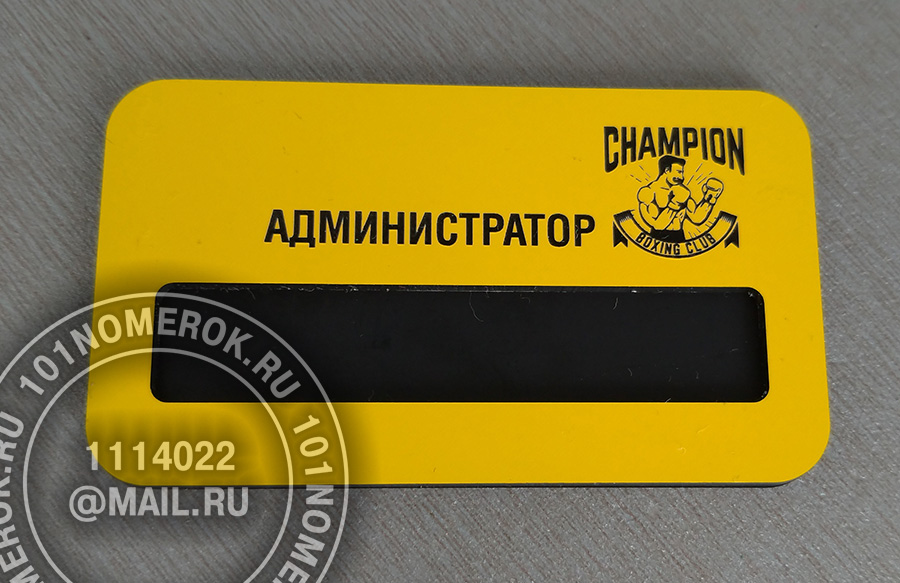 CHAMPION
АДМИНИСТРАТОР
BOXING CLUB
101NOMEROK.RU 101NOMEROK.RU
1114022
@MAIL.RU